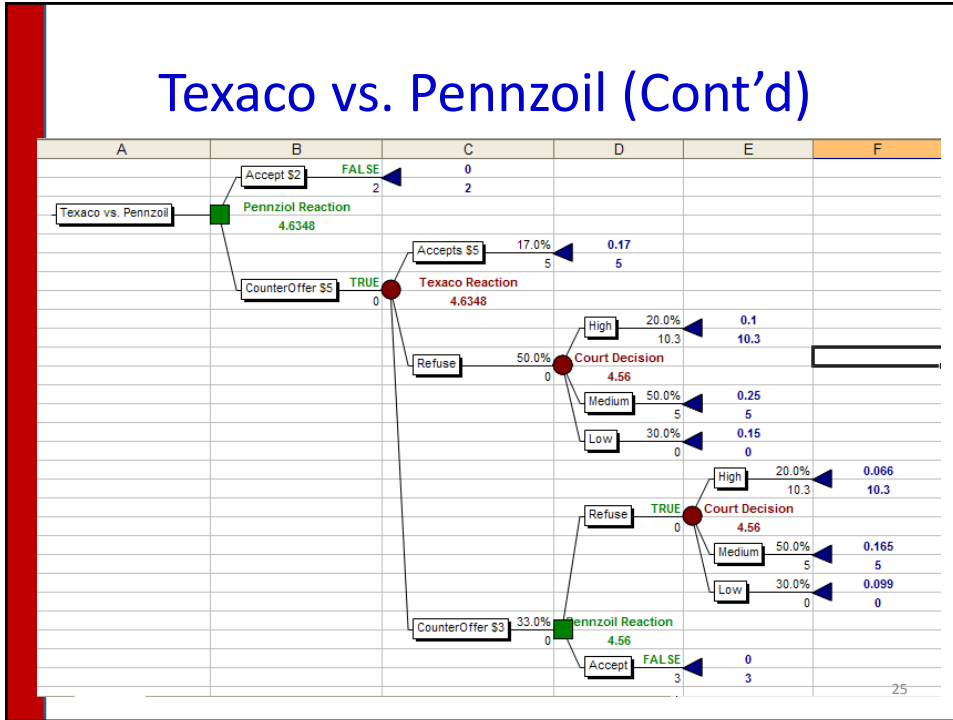 Texaco vs. Pennzoil (Cont’d)
A B C D E F
Accept $2 FALSE 0
2 2
Texaco vs. Pennzoil Pennziol Reaction
4.6348
Accepts $5 17.0% 0.17
5 5
CounterOffer $5 TRUE Texaco Reaction
0 4.6348
High 20.0% 0.1
10.3 10.3
Refuse 50.0% Court Decision
0 4.56
Medium 50.0% 0.25
5 5
Low 30.0% 0.15
0 0
High 20.0% 0.066
10.3 10.3
Refuse TRUE Court Decision
0 4.56
Medium 50.0% 0.165
5 5
Low 30.0% 0.099
0 0
CounterOffer $3 33.0% Pennzoil Reaction
0 4.56
Accept FALSE 0
3 3
25